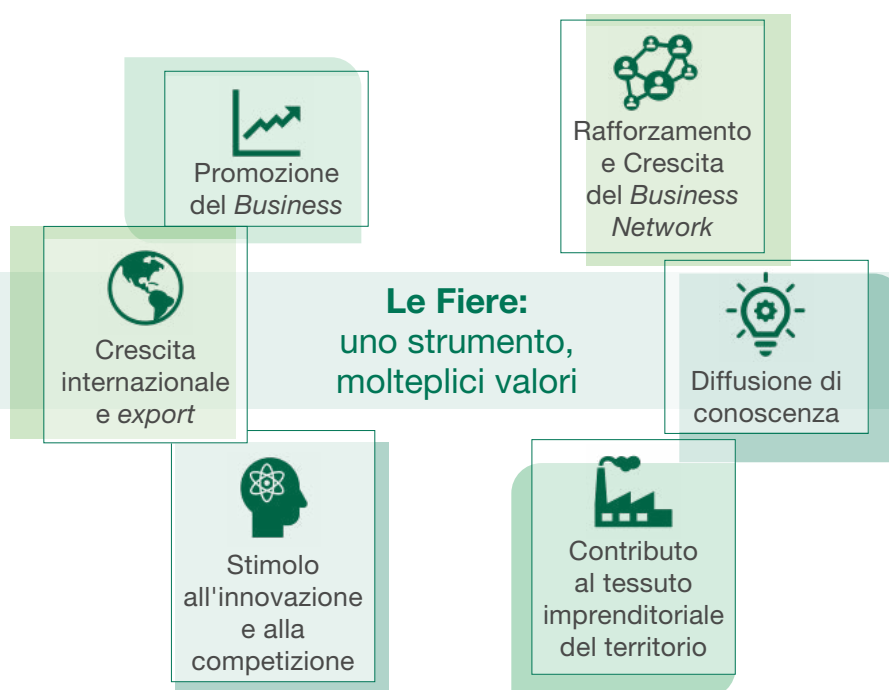 Promozione
del Business
Rafforzamento
e Crescita
del Business
Network
Crescita
internazionale
e export
Le Fiere:
uno strumento,
molteplici valori
Diffusione di
conoscenza
Stimolo
all'innovazione
e alla
competizione
Contributo
al tessuto
imprenditoriale
del territorio